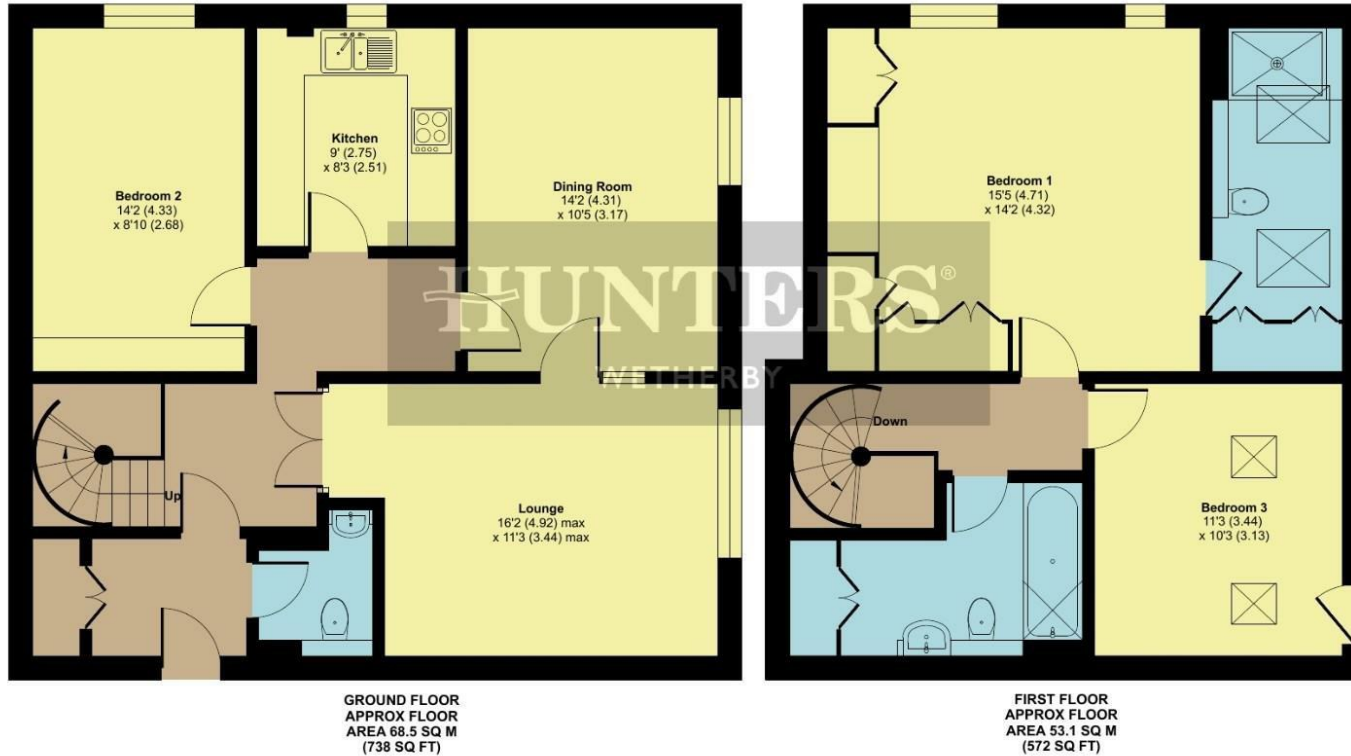 Bedroom 2
14'2 (4.33)
x 8'10 (2.68)
Kitchen
9' (2.75)
x 8'3 (2.51)
Dining Room
14'2 (4.31)
x 10'5 (3.17)
Up
Lounge
16'2 (4.92) max
x 11'3 (3.44) max
HUNTERS®
WETHERBY
Bedroom 1
15'5 (4.71)
x 14'2 (4.32)
Down
Bedroom 3
11'3 (3.44)
x 10'3 (3.13)
GROUND FLOOR
APPROX FLOOR
AREA 68.5 SQ M
(738 SQ FT)
FIRST FLOOR
APPROX FLOOR
AREA 53.1 SQ M
(572 SQ FT)